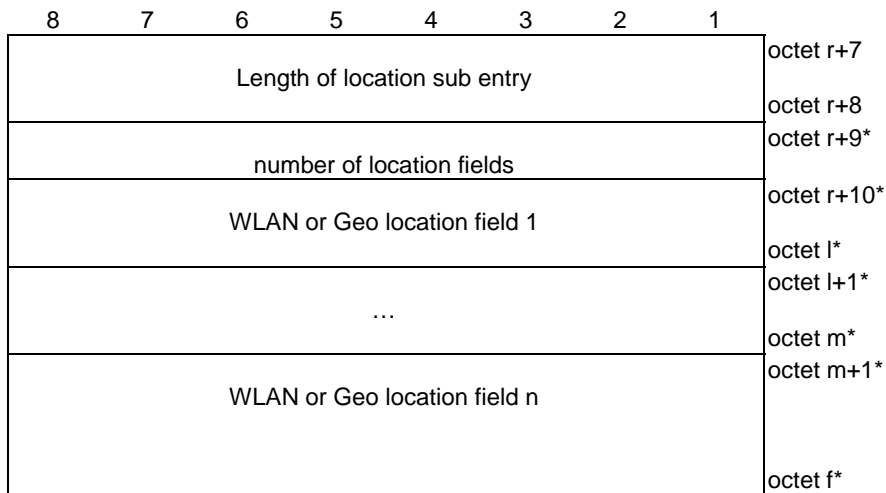 8 7 6 5 4 3 2 1
octet r+7
Length of location sub entry
octet r+8
octet r+9*
number of location fields
octet r+10*
WLAN or Geo location field 1
octet l*
octet l+1*
…
octet m*
octet m+1*
WLAN or Geo location field n
octet f*